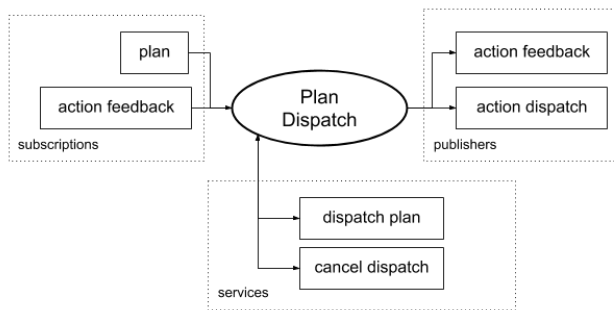 plan
action feedback
subscriptions
Plan
Dispatch
action feedback
action dispatch
publishers
dispatch plan
cancel dispatch
services